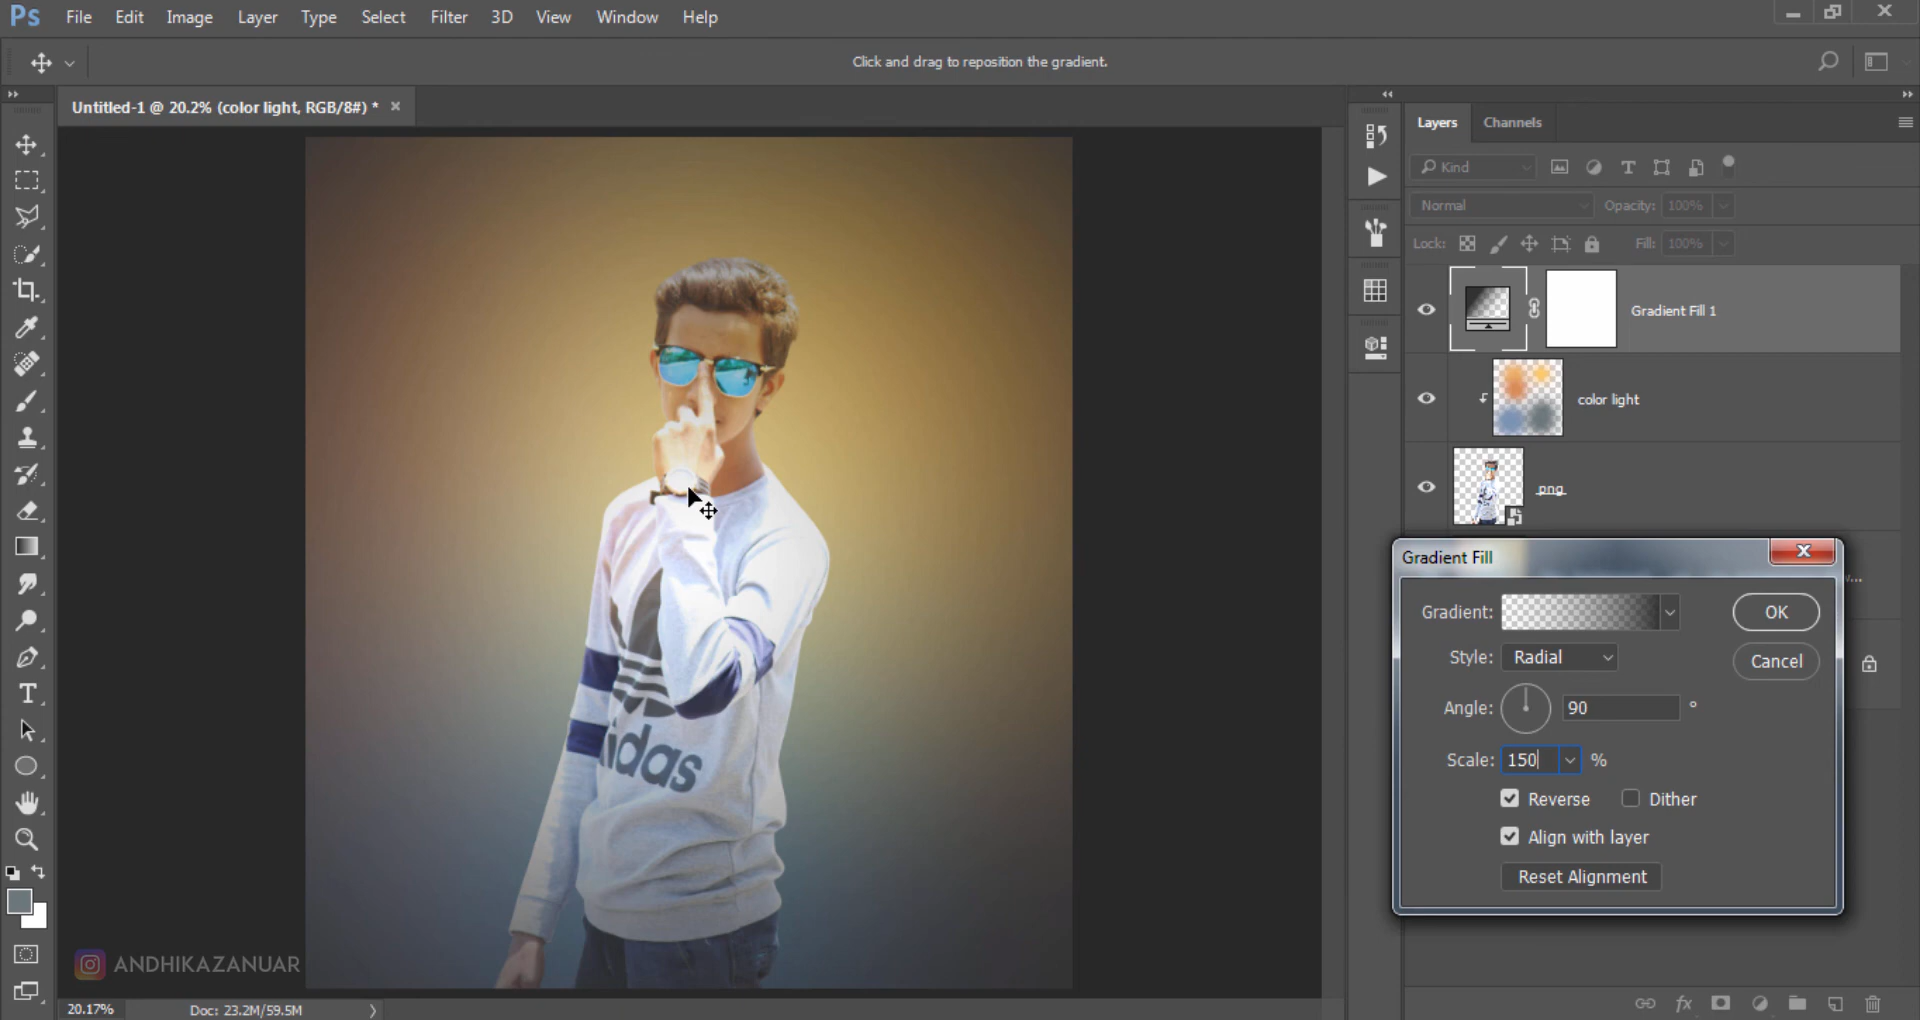 Ps File Edit Image Layer Type Select Filter 3D View Window Help
Click and drag to reposition the gradient.
Untitled-1 @ 20.2% (color light, RGB/8#) *
Layers Channels
Kind
Normal Opacity: 100%
Lock: Fill: 100%
Gradient Fill 1
color light
png
Gradient Fill
Gradient: OK
Style: Radial Cancel
Angle: 90 °
Scale: 150 %
Reverse Dither
Align with layer
Reset Alignment
idas
ANDHIKAZANUAR
20.17% Doc: 23.2M/59.5M
fx